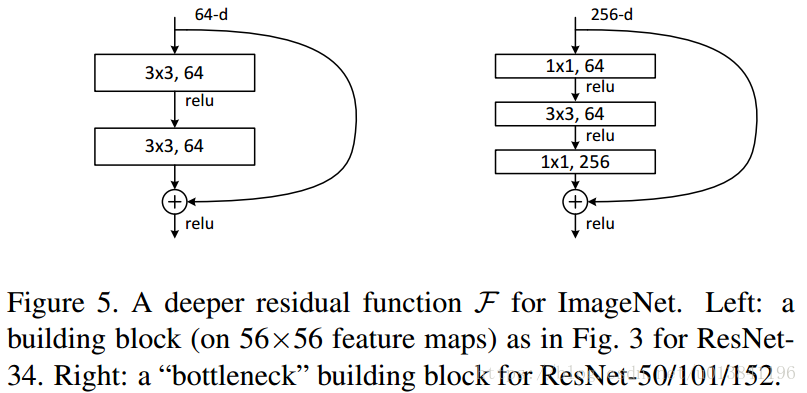 64-d
3x3, 64
relu
3x3, 64
+
relu
256-d
1x1, 64
relu
3x3, 64
relu
1x1, 256
+
relu
Figure 5. A deeper residual function F for ImageNet. Left: a
building block (on 56×56 feature maps) as in Fig. 3 for ResNet-
34. Right: a “bottleneck” building block for ResNet-50/101/152.